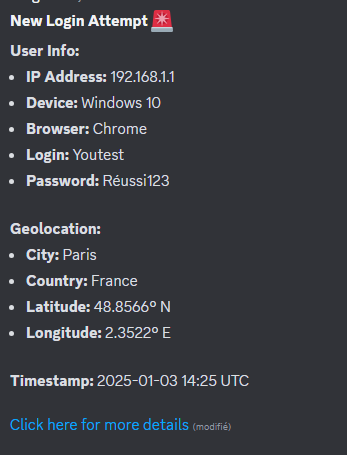 New Login Attempt 🚨
User Info:
• IP Address: 192.168.1.1
• Device: Windows 10
• Browser: Chrome
• Login: Youtest
• Password: Réussi123
Geolocation:
• City: Paris
• Country: France
• Latitude: 48.8566° N
• Longitude: 2.3522° E
Timestamp: 2025-01-03 14:25 UTC
Click here for more details (modifié)